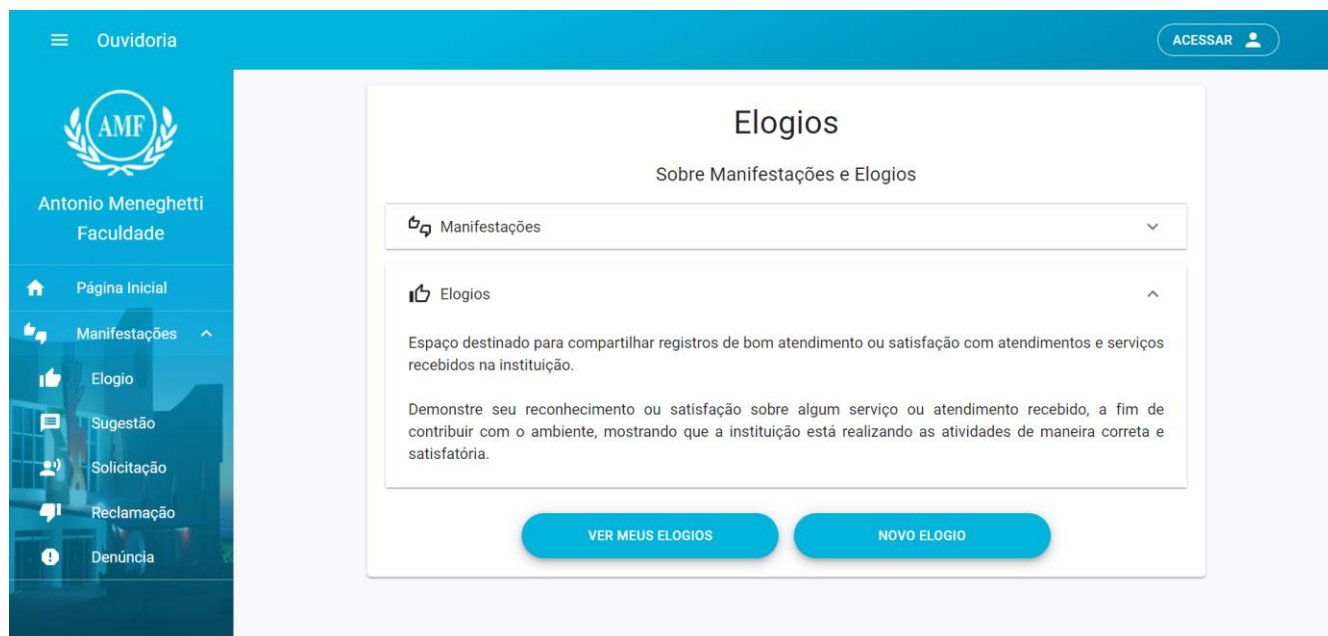 Ouvidoria
ACESSAR
AMF
Antonio Meneghetti
Faculdade
Página Inicial
Manifestações
Elogio
Sugestão
Solicitação
Reclamação
Denúncia
Elogios
Sobre Manifestações e Elogios
Manifestações
Elogios
Espaço destinado para compartilhar registros de bom atendimento ou satisfação com atendimentos e serviços
recebidos na instituição.
Demonstre seu reconhecimento ou satisfação sobre algum serviço ou atendimento recebido, a fim de
contribuir com o ambiente, mostrando que a instituição está realizando as atividades de maneira correta e
satisfatória.
VER MEUS ELOGIOS
NOVO ELOGIO